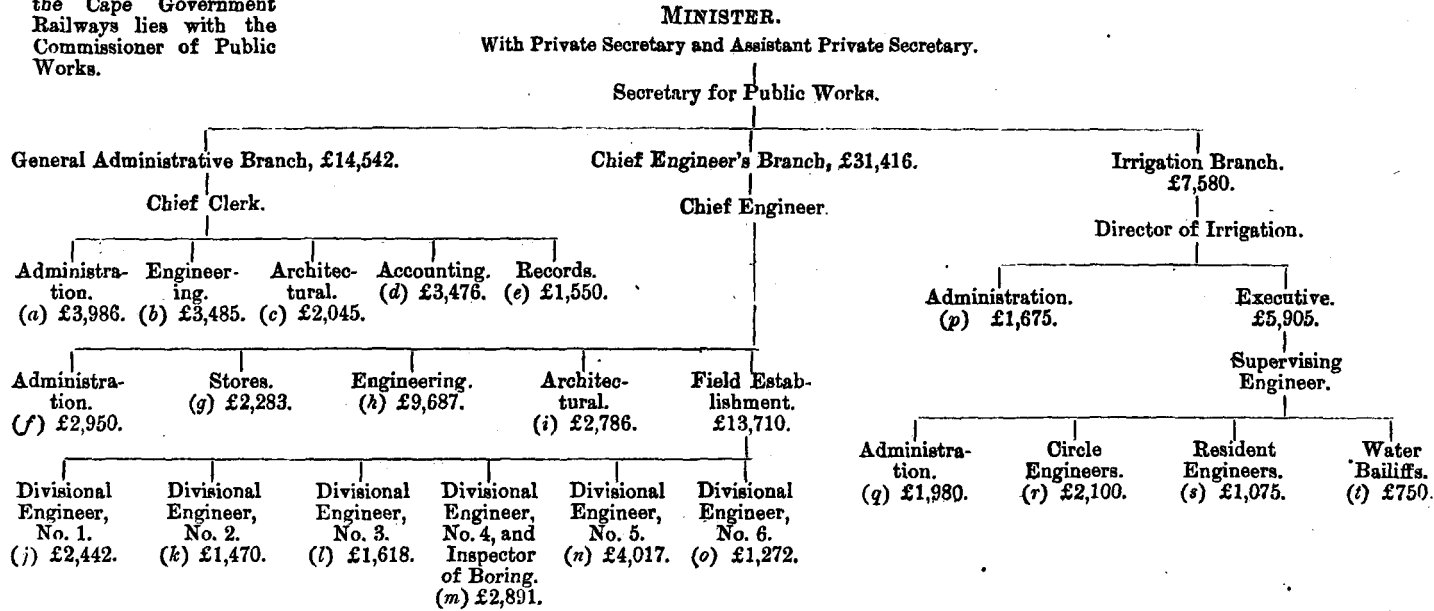 the Cape Government
Railways lies with the
Commissioner of Public
Works.
MINISTER.
With Private Secretary and Assistant Private Secretary.
Secretary for Public Works.
General Administrative Branch, £14,542.
Chief Clerk.
Administra-
tion.
(a) £3,986.
Engineer-
ing.
(b) £3,485.
Architec-
tural.
(c) £2,045.
Accounting.
(d) £3,476.
Records.
(e) £1,550.
Chief Engineer's Branch, £31,416.
Chief Engineer.
Administra-
tion.
(f) £2,950.
Stores.
(g) £2,283.
Engineering.
(h) £9,687.
Architec-
tural.
(i) £2,786.
Field Estab-
lishment.
£13,710.
Divisional
Engineer,
No. 1.
(j) £2,442.
Divisional
Engineer,
No. 2.
(k) £1,470.
Divisional
Engineer,
No. 3.
(l) £1,618.
Divisional
Engineer,
No. 4, and
Inspector
of Boring.
(m) £2,891.
Divisional
Engineer,
No. 5.
(n) £4,017.
Divisional
Engineer,
No. 6.
(o) £1,272.
Irrigation Branch.
£7,580.
Director of Irrigation.
Administration.
(p) £1,675.
Executive.
£5,905.
Supervising
Engineer.
Administra-
tion.
(q) £1,980.
Circle
Engineers.
(r) £2,100.
Resident
Engineers.
(s) £1,075.
Water
Bailiffs.
(t) £750.